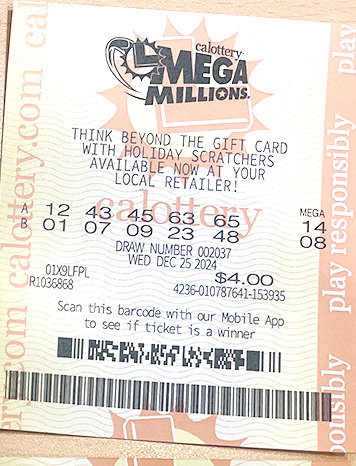 calottery
MEGA
MILLIONS
THINK BEYOND THE GIFT CARD
WITH HOLIDAY SCRATCHERS
AVAILABLE NOW AT YOUR
LOCAL RETAILER!
calottery
MEGA
A 12 43 45 63 65 14
B 01 07 09 23 48 08
DRAW NUMBER 002037
WED DEC 25 2024
$4.00
01X9LFPL
R1036868
4236-010787641-153935
Scan this barcode with our Mobile App
to see if ticket is a winner
calottery.com
play responsibly